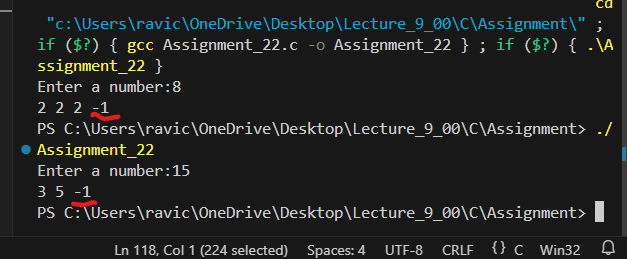 cd
"c:\Users\ravic\OneDrive\Desktop\Lecture_9_00\C\Assignment\" ;
if ($?) { gcc Assignment_22.c -o Assignment_22 } ; if ($?) { .\A
ssignment_22 }
Enter a number:8
2 2 2 -1
PS C:\Users\ravic\OneDrive\Desktop\Lecture_9_00\C\Assignment> ./
Assignment_22
Enter a number:15
3 5 -1
PS C:\Users\ravic\OneDrive\Desktop\Lecture_9_00\C\Assignment>
Ln 118, Col 1 (224 selected) Spaces: 4 UTF-8 CRLF {} C Win32